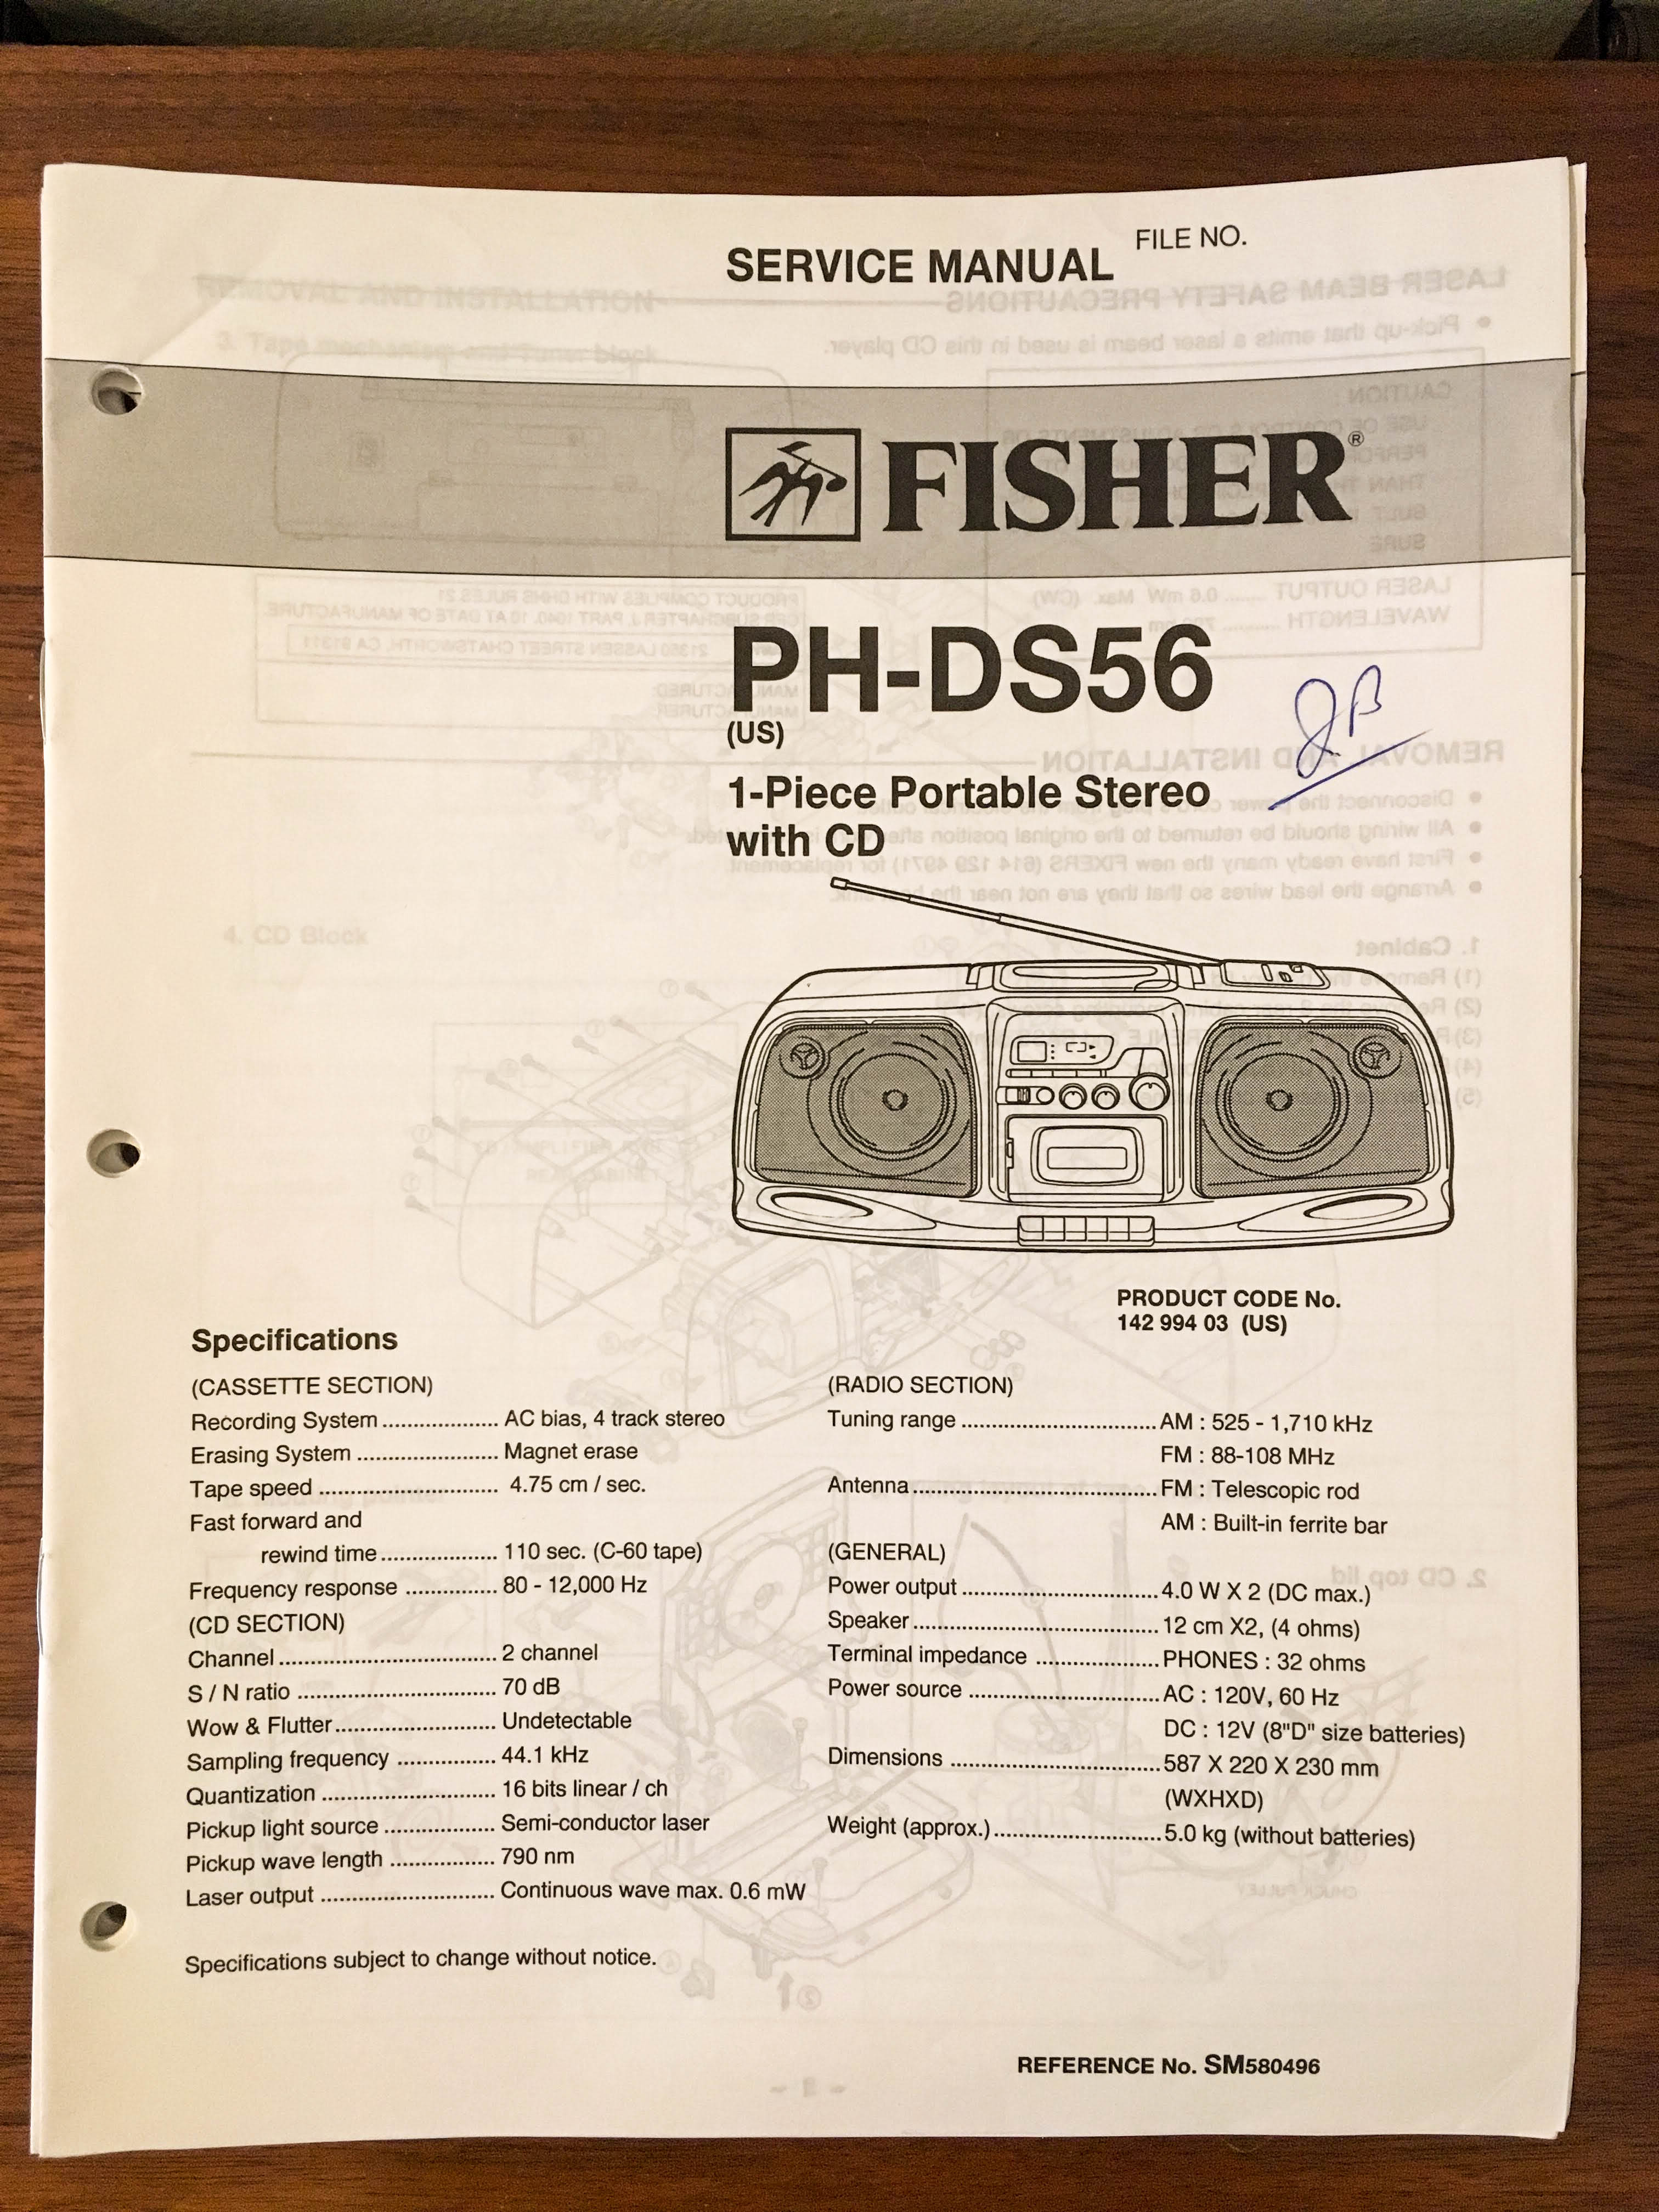 SERVICE MANUAL FILE NO.
FISHER®
PH-DS56
(US)
JB
1-Piece Portable Stereo
with CD
PRODUCT CODE No.
142 994 03 (US)
Specifications
(CASSETTE SECTION)
Recording System .................. AC bias, 4 track stereo
Erasing System ...................... Magnet erase
Tape speed ............................ 4.75 cm / sec.
Fast forward and
rewind time .................. 110 sec. (C-60 tape)
Frequency response .............. 80 - 12,000 Hz
(CD SECTION)
Channel .................................. 2 channel
S / N ratio ............................... 70 dB
Wow & Flutter ......................... Undetectable
Sampling frequency ............... 44.1 kHz
Quantization ........................... 16 bits linear / ch
Pickup light source ................. Semi-conductor laser
Pickup wave length ................ 790 nm
Laser output ........................... Continuous wave max. 0.6 mW
Specifications subject to change without notice.
(RADIO SECTION)
Tuning range .............................. AM : 525 - 1,710 kHz
FM : 88-108 MHz
Antenna ...................................... FM : Telescopic rod
AM : Built-in ferrite bar
(GENERAL)
Power output .............................. 4.0 W X 2 (DC max.)
Speaker ...................................... 12 cm X2, (4 ohms)
Terminal impedance ................... PHONES : 32 ohms
Power source ............................. AC : 120V, 60 Hz
DC : 12V (8"D" size batteries)
Dimensions ................................ 587 X 220 X 230 mm
(WXHXD)
Weight (approx.) .......................... 5.0 kg (without batteries)
REFERENCE No. SM580496